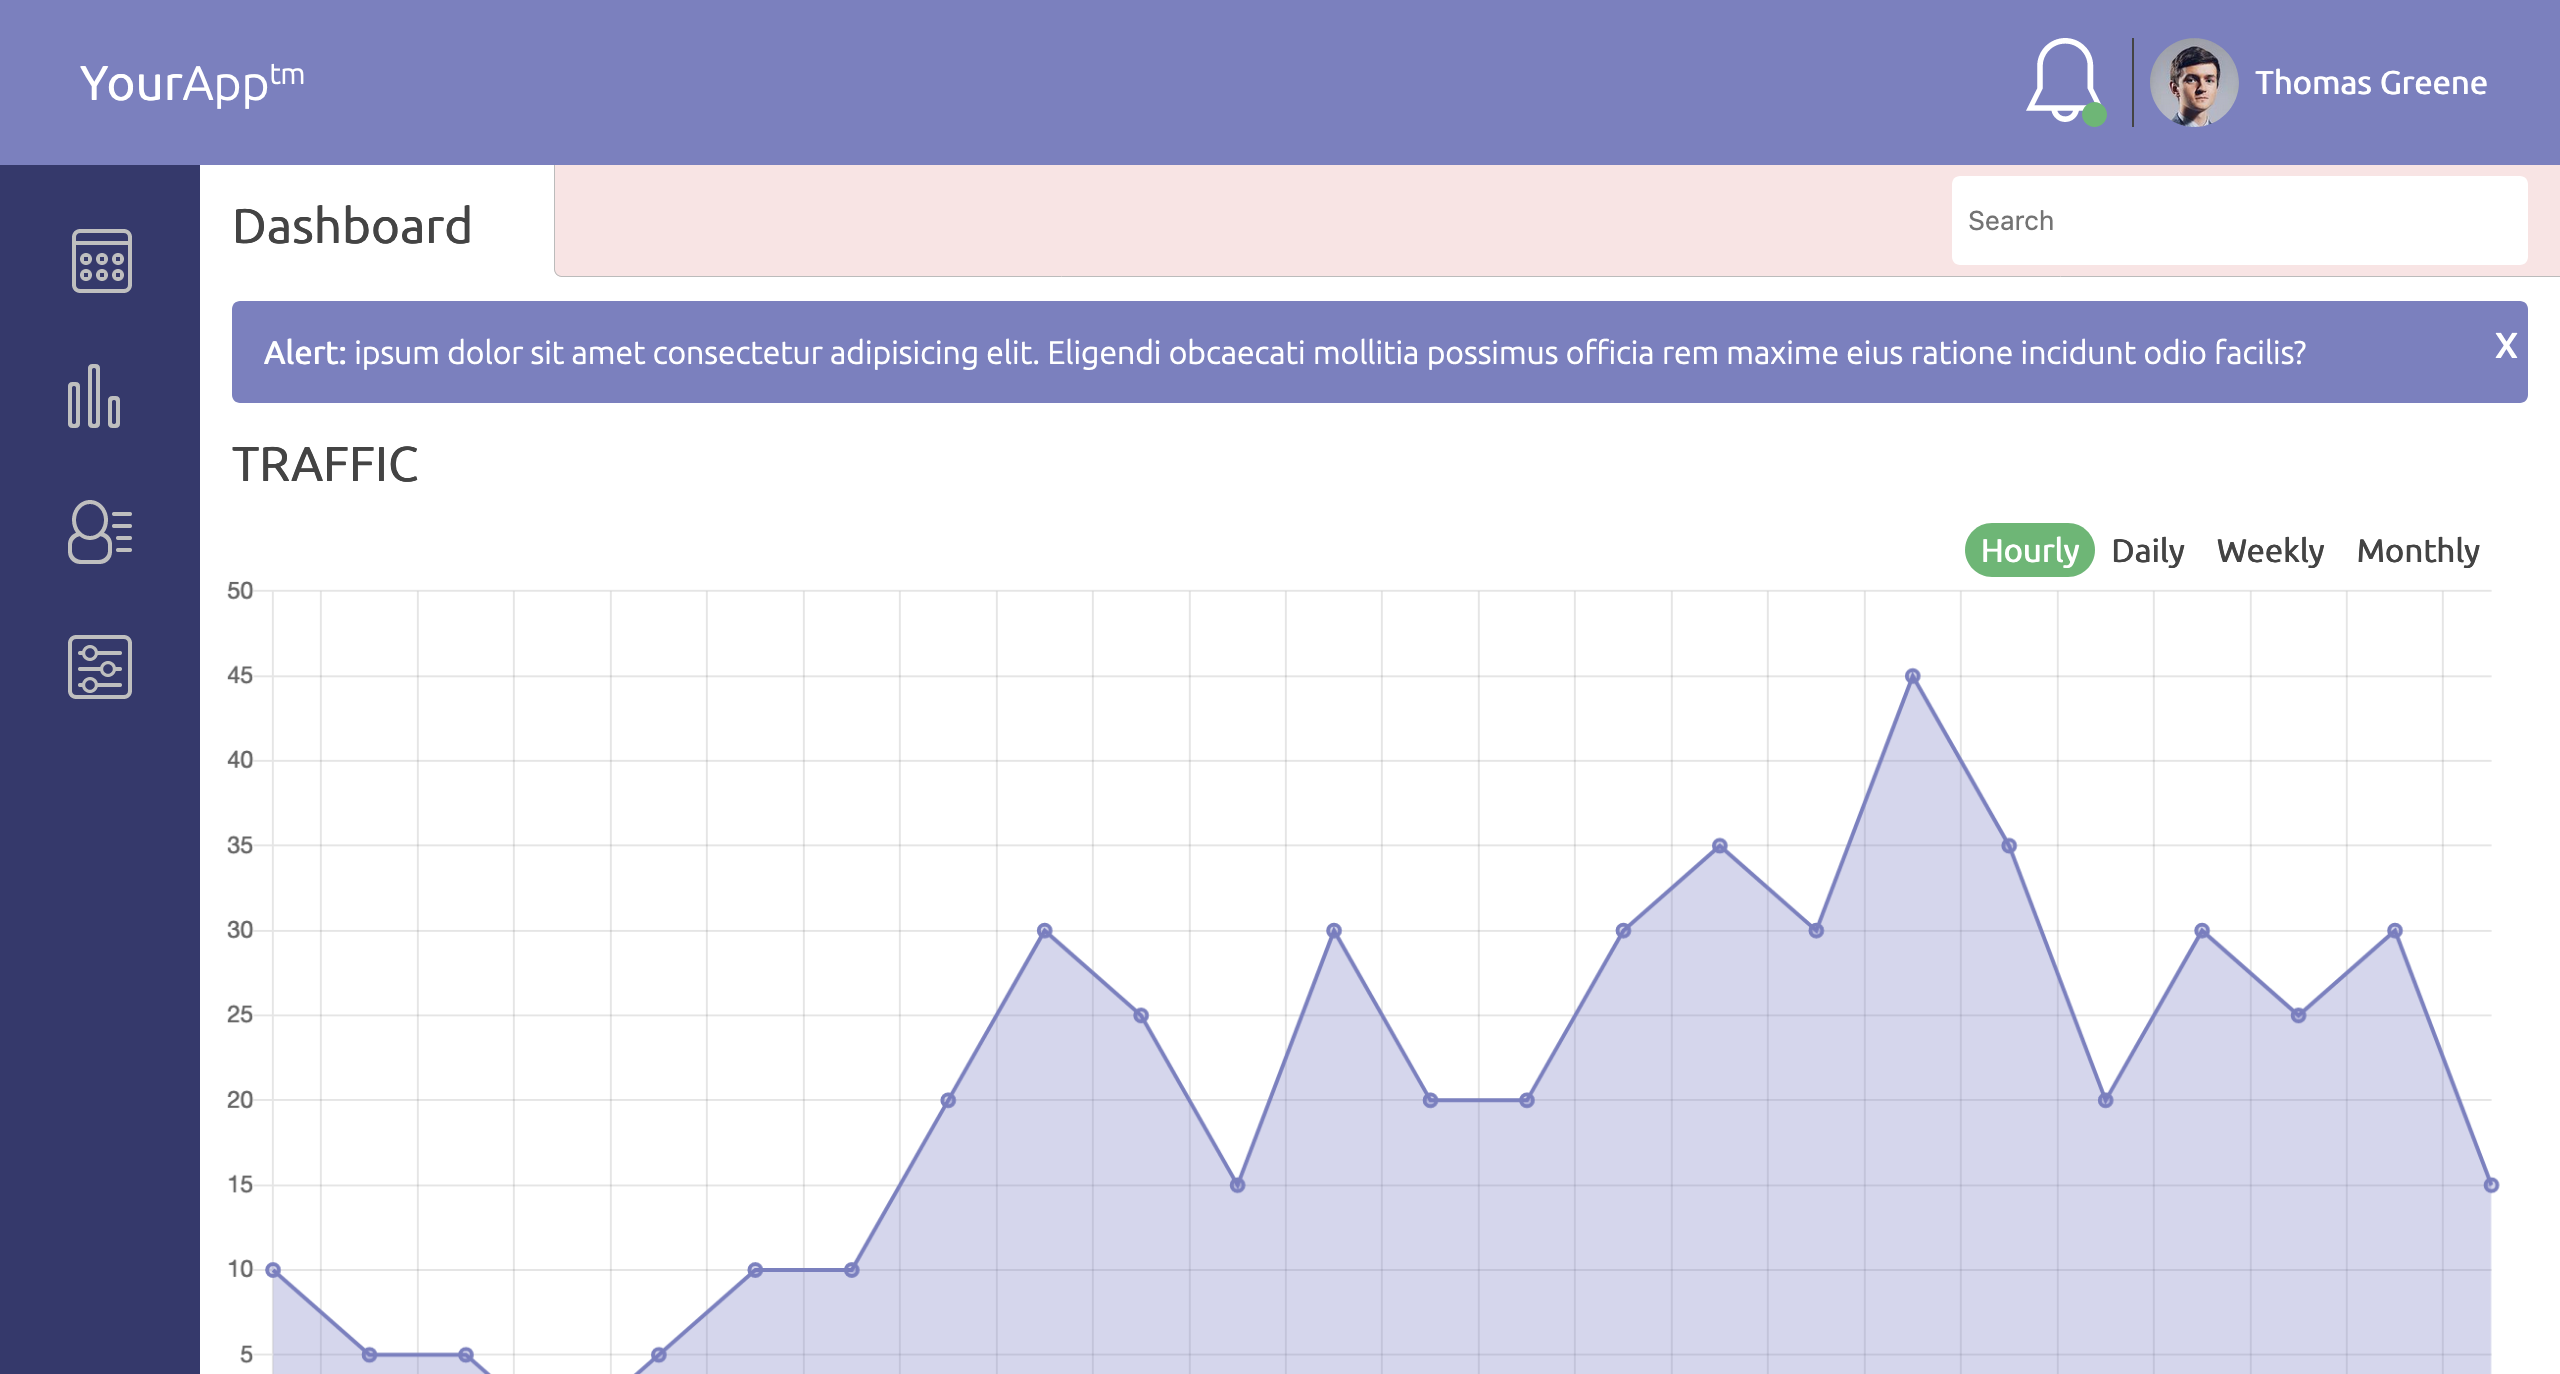 YourApp™
Thomas Greene
Dashboard
Search
Alert: ipsum dolor sit amet consectetur adipisicing elit. Eligendi obcaecati mollitia possimus officia rem maxime eius ratione incidunt odio facilis?
X
TRAFFIC
Hourly Daily Weekly Monthly
50
45
40
35
30
25
20
15
10
5